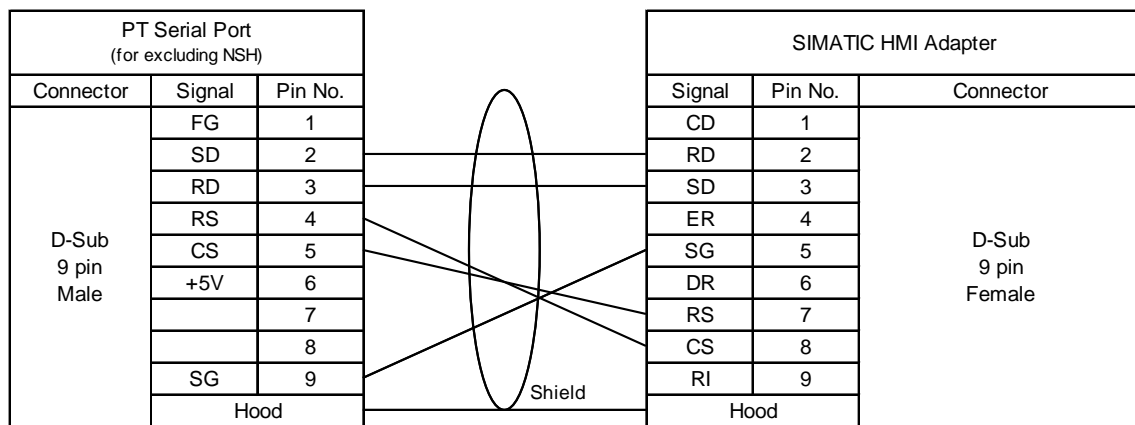 PT Serial Port
(for excluding NSH)
SIMATIC HMI Adapter
Connector Signal Pin No. Signal Pin No. Connector
FG 1 CD 1
SD 2 RD 2
RD 3 SD 3
RS 4 ER 4
D-Sub
9 pin
Male
CS 5 SG 5
D-Sub
9 pin
Female
+5V 6 DR 6
7 RS 7
8 CS 8
SG 9 RI 9
Shield
Hood Hood